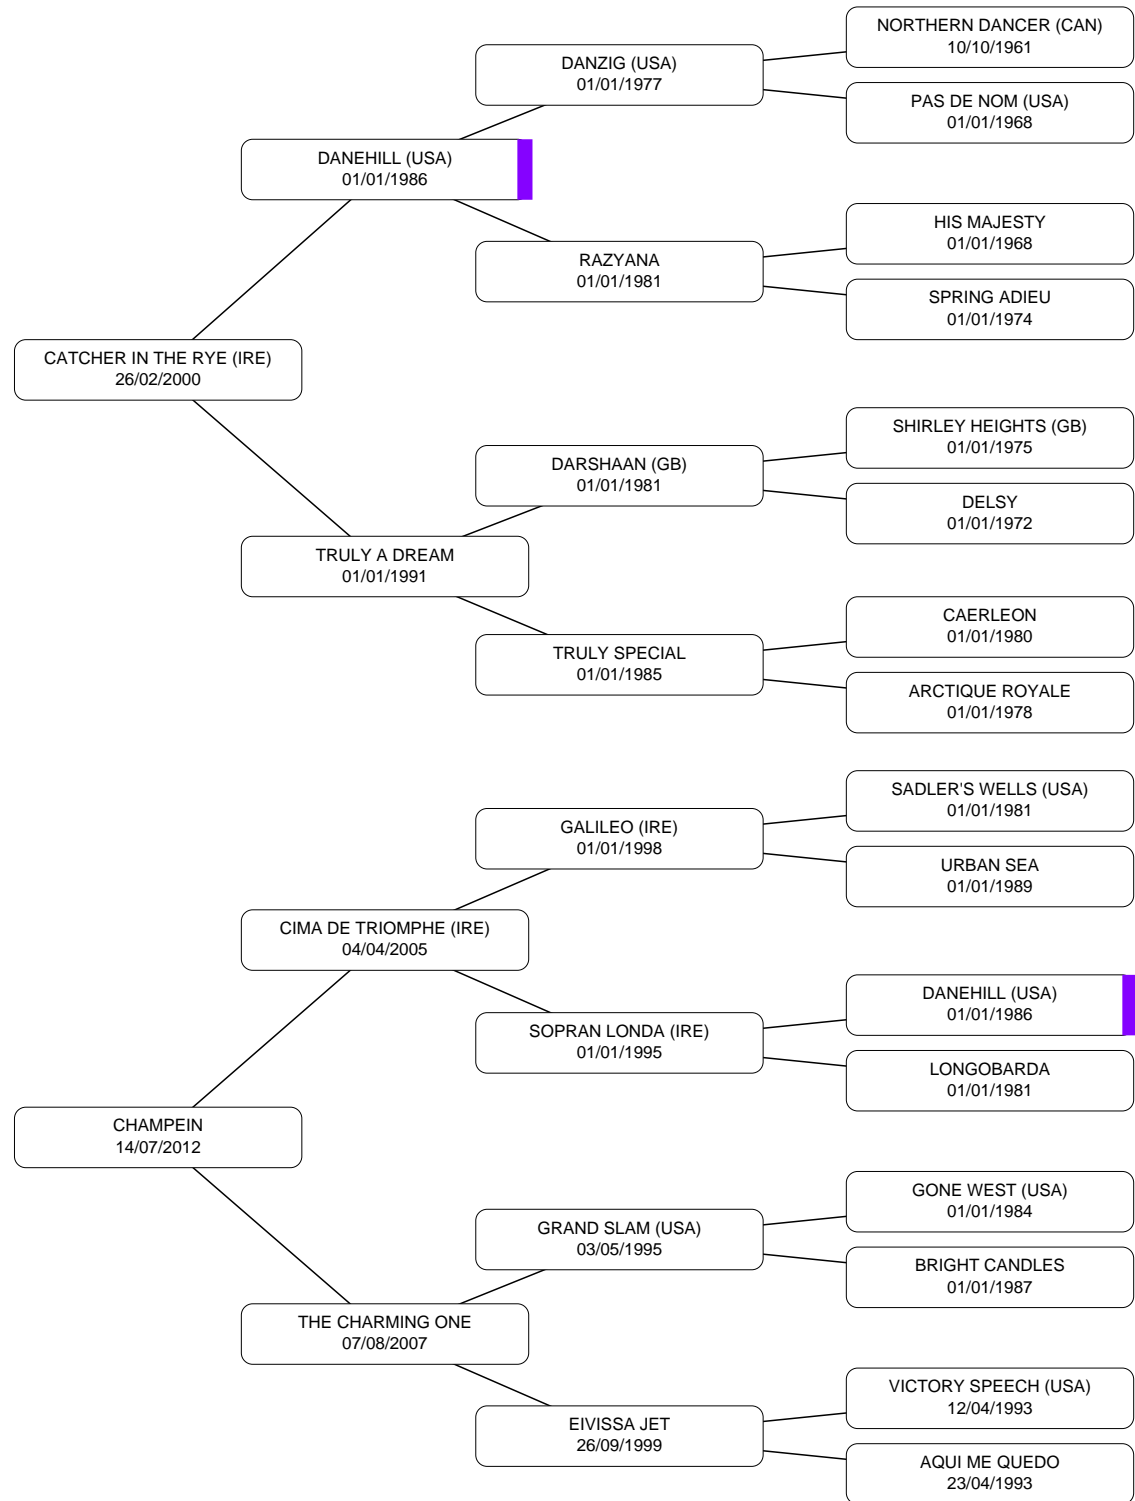 NORTHERN DANCER (CAN)
10/10/1961
DANZIG (USA)
01/01/1977
PAS DE NOM (USA)
01/01/1968
DANEHILL (USA)
01/01/1986
HIS MAJESTY
01/01/1968
RAZYANA
01/01/1981
SPRING ADIEU
01/01/1974
CATCHER IN THE RYE (IRE)
26/02/2000
SHIRLEY HEIGHTS (GB)
01/01/1975
DARSHAAN (GB)
01/01/1981
DELSY
01/01/1972
TRULY A DREAM
01/01/1991
CAERLEON
01/01/1980
TRULY SPECIAL
01/01/1985
ARCTIQUE ROYALE
01/01/1978
SADLER'S WELLS (USA)
01/01/1981
GALILEO (IRE)
01/01/1998
URBAN SEA
01/01/1989
CIMA DE TRIOMPHE (IRE)
04/04/2005
DANEHILL (USA)
01/01/1986
SOPRAN LONDA (IRE)
01/01/1995
LONGOBARDA
01/01/1981
CHAMPEIN
14/07/2012
GONE WEST (USA)
01/01/1984
GRAND SLAM (USA)
03/05/1995
BRIGHT CANDLES
01/01/1987
THE CHARMING ONE
07/08/2007
VICTORY SPEECH (USA)
12/04/1993
EIVISSA JET
26/09/1999
AQUI ME QUEDO
23/04/1993